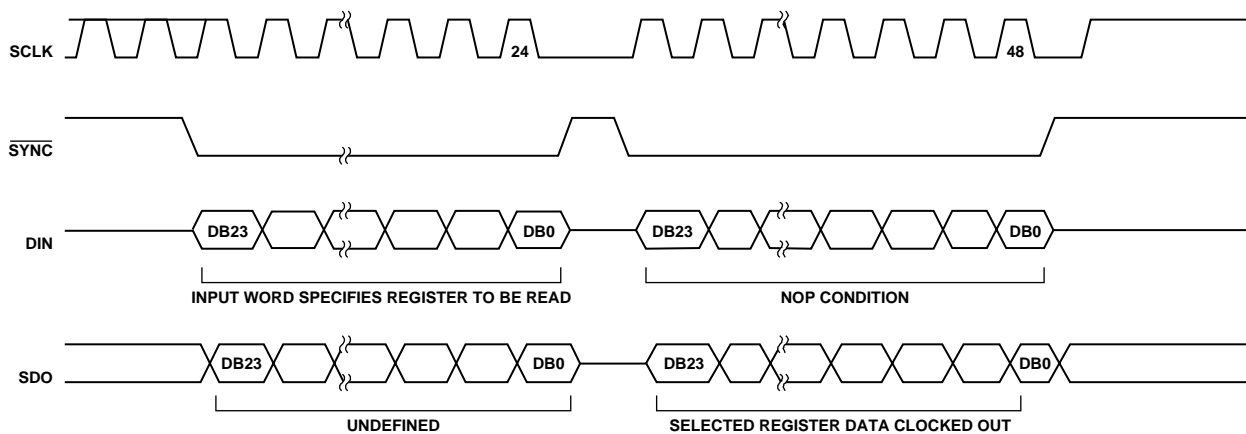 SCLK
24
48
SYNC
DIN
DB23
DB0
DB23
DB0
INPUT WORD SPECIFIES REGISTER TO BE READ
NOP CONDITION
SDO
DB23
DB0
DB23
DB0
UNDEFINED
SELECTED REGISTER DATA CLOCKED OUT